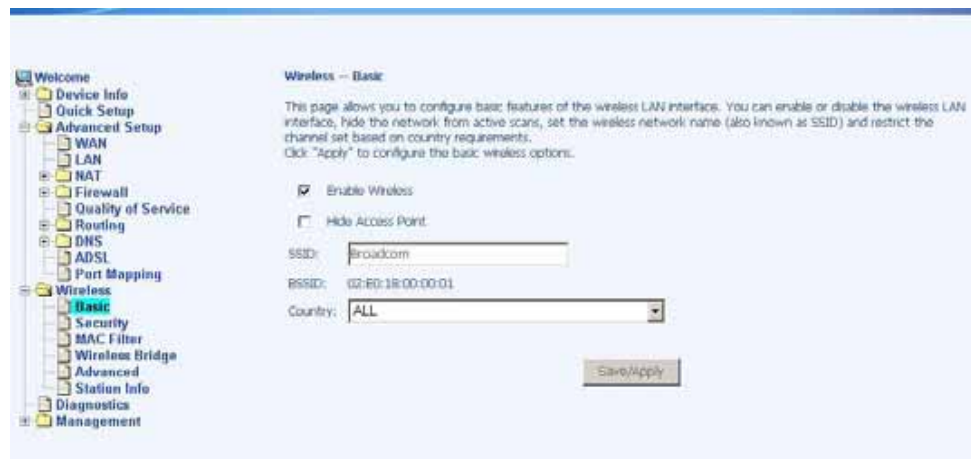 Welcome
Device Info
Quick Setup
Advanced Setup
WAN
LAN
NAT
Firewall
Quality of Service
Routing
DNS
ADSL
Port Mapping
Wireless
Basic
Security
MAC Filter
Wireless Bridge
Advanced
Station Info
Diagnostics
Management
Wireless -- Basic
This page allows you to configure basic features of the wireless LAN interface. You can enable or disable the wireless LAN
interface, hide the network from active scans, set the wireless network name (also known as SSID) and restrict the
channel set based on country requirements.
Click "Apply" to configure the basic wireless options.
Enable Wireless
Hide Access Point
SSID: Broadcom
BSSID: 02:E0:18:00:00:01
Country: ALL
Save/Apply